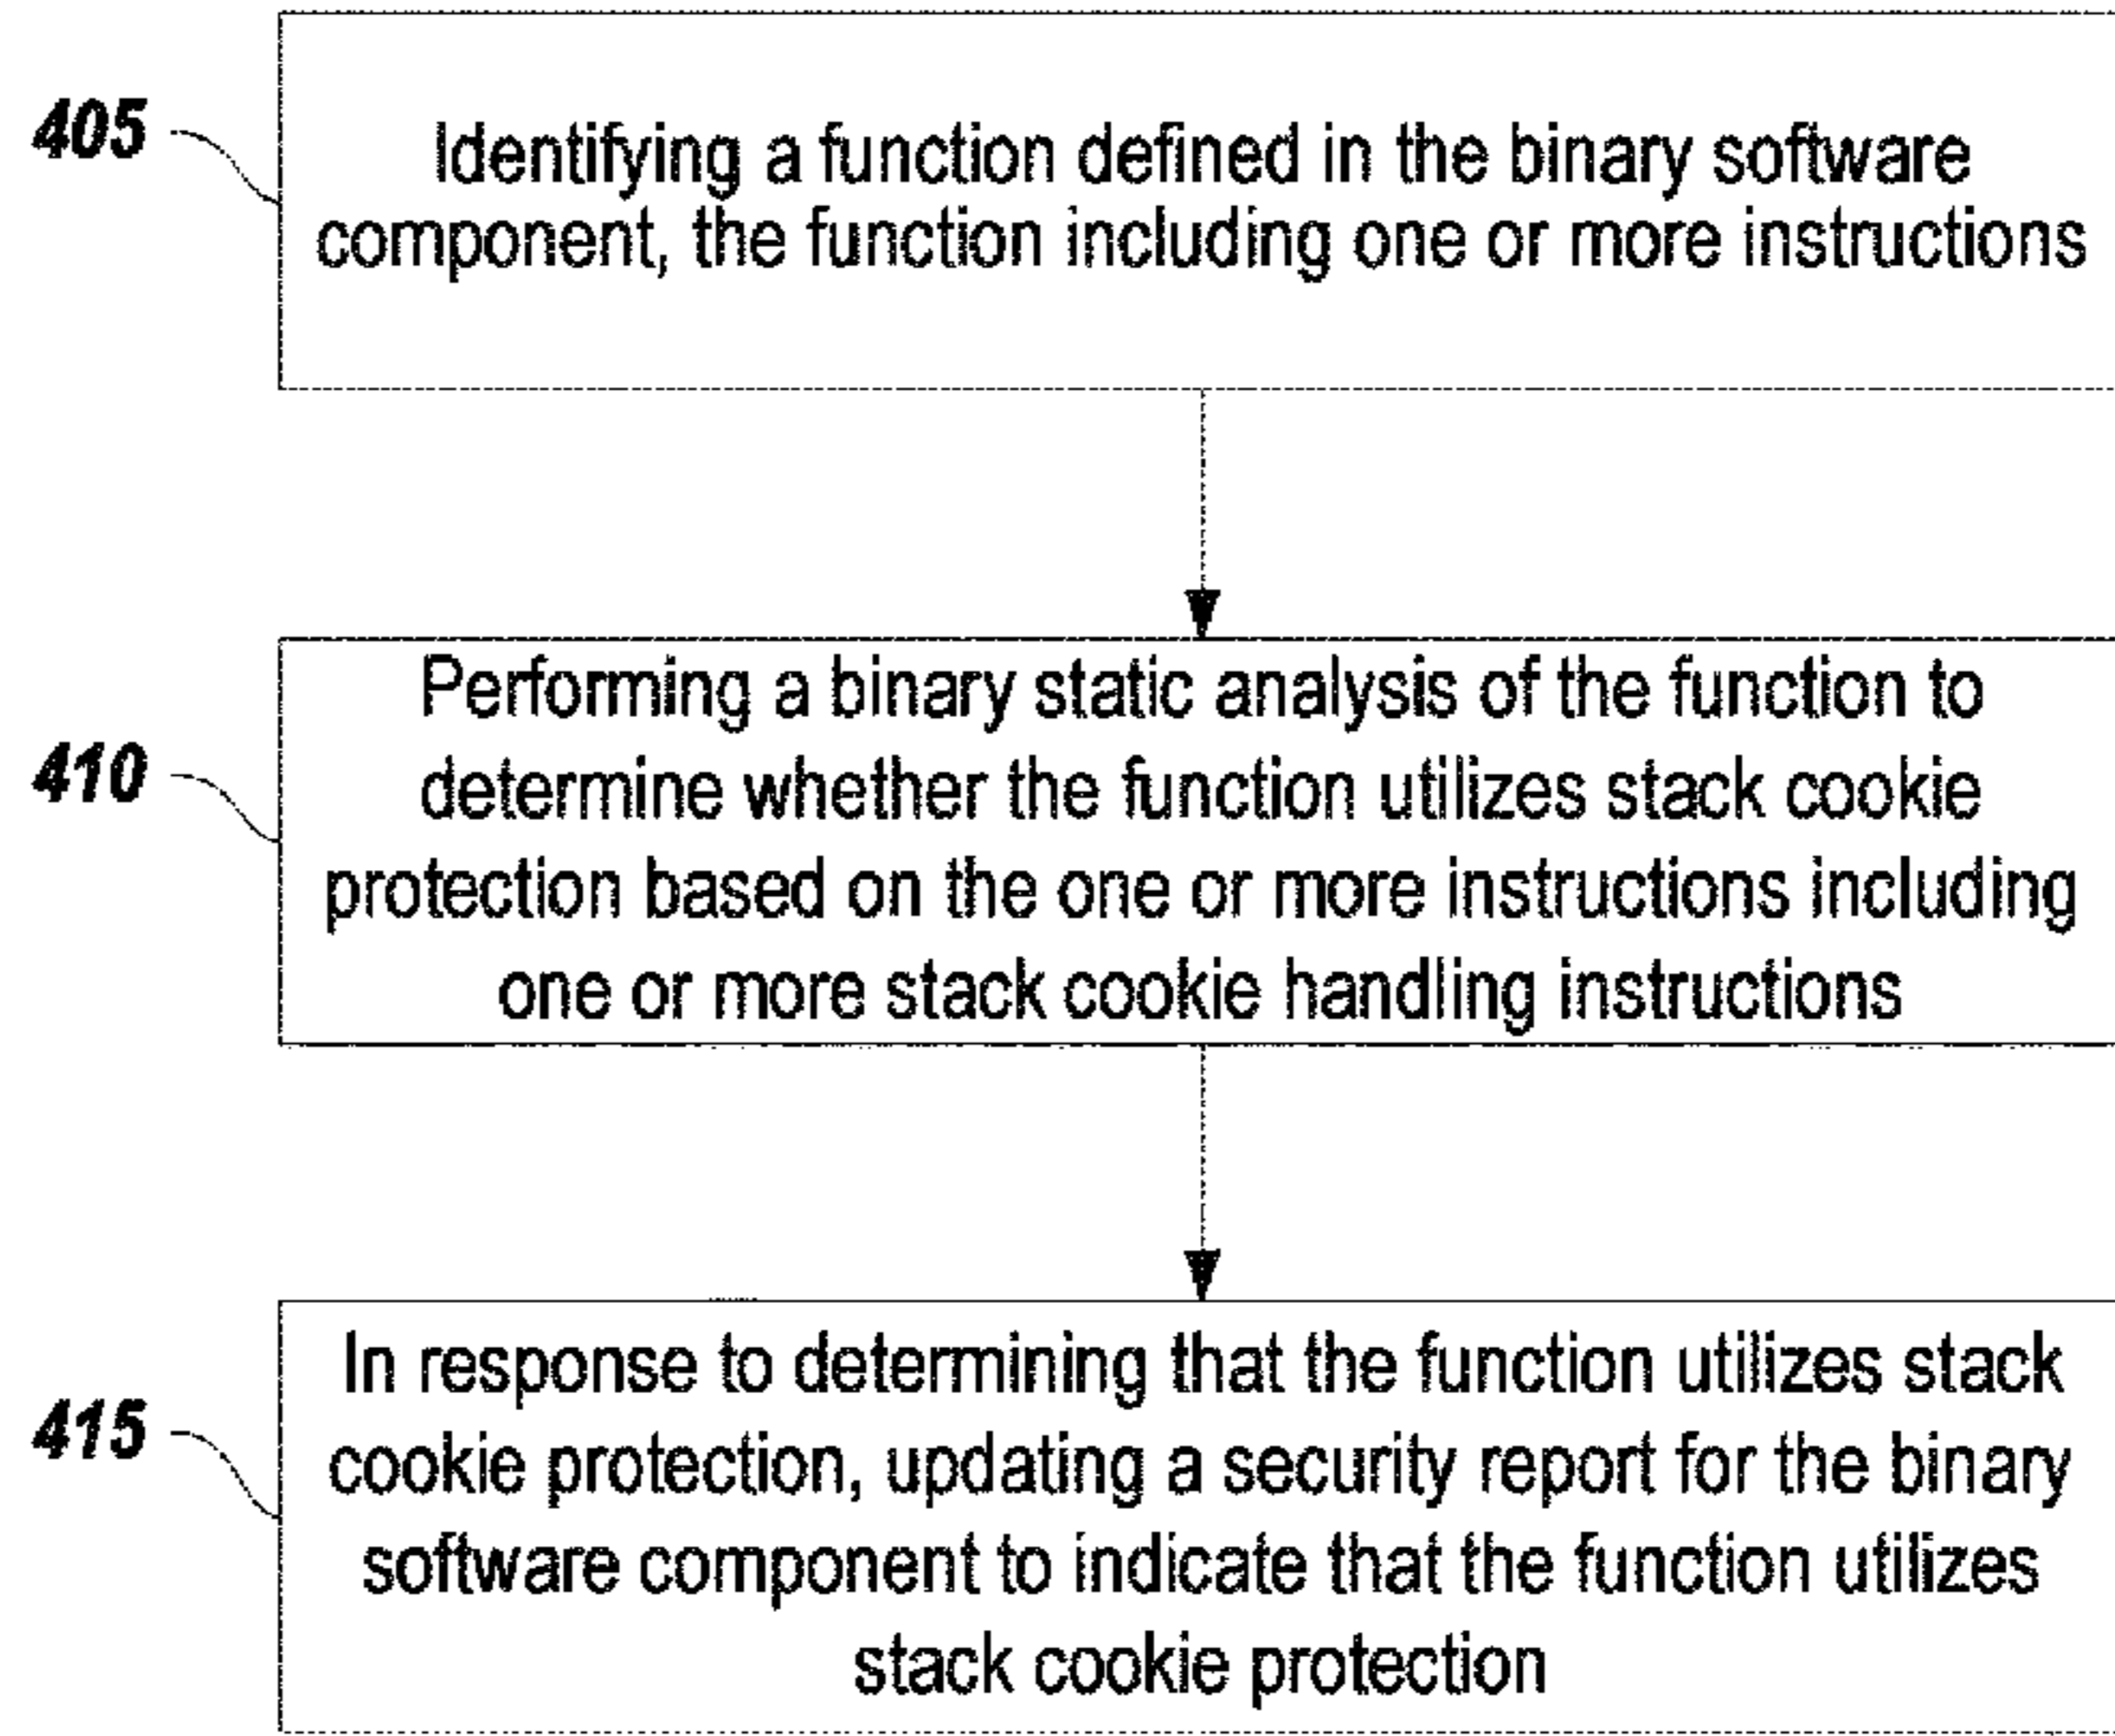 405
Identifying a function defined in the binary software
component, the function including one or more instructions
410
Performing a binary static analysis of the function to
determine whether the function utilizes stack cookie
protection based on the one or more instructions including
one or more stack cookie handling instructions
415
In response to determining that the function utilizes stack
cookie protection, updating a security report for the binary
software component to indicate that the function utilizes
stack cookie protection